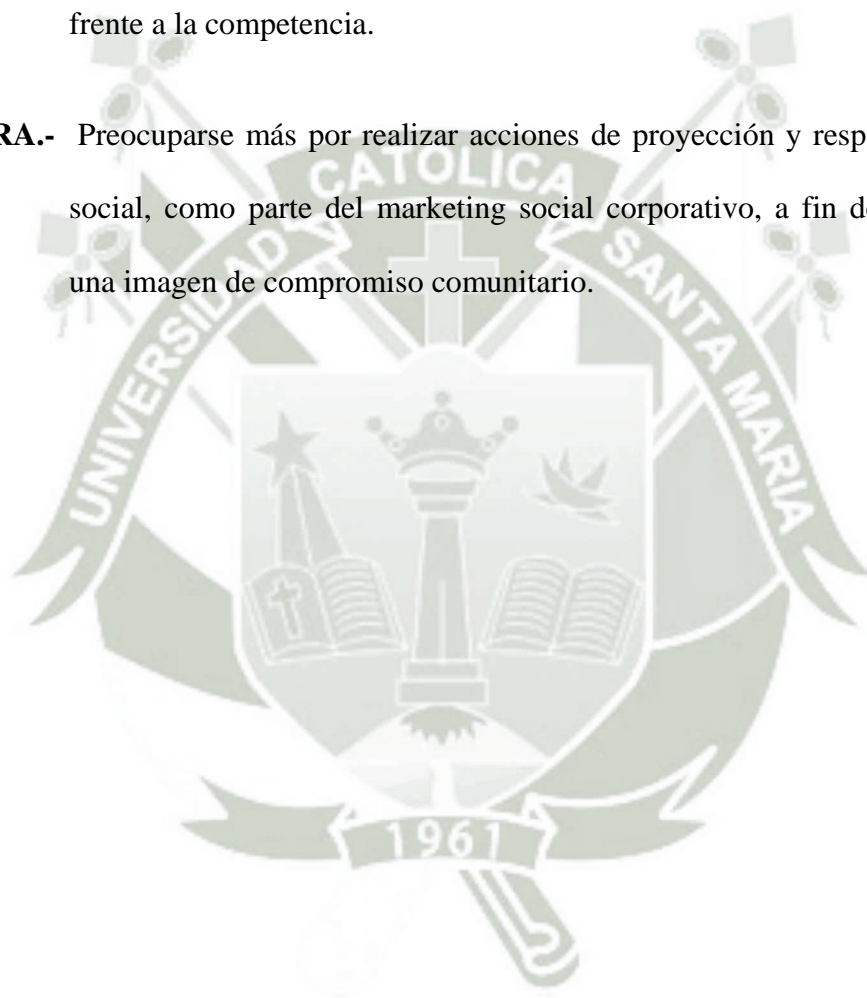 frente a la competencia.
RA.- Preocuparse más por realizar acciones de proyección y resp
social, como parte del marketing social corporativo, a fin de
una imagen de compromiso comunitario.
UNIVERSIDAD CATOLICA SANTA MARIA
1961